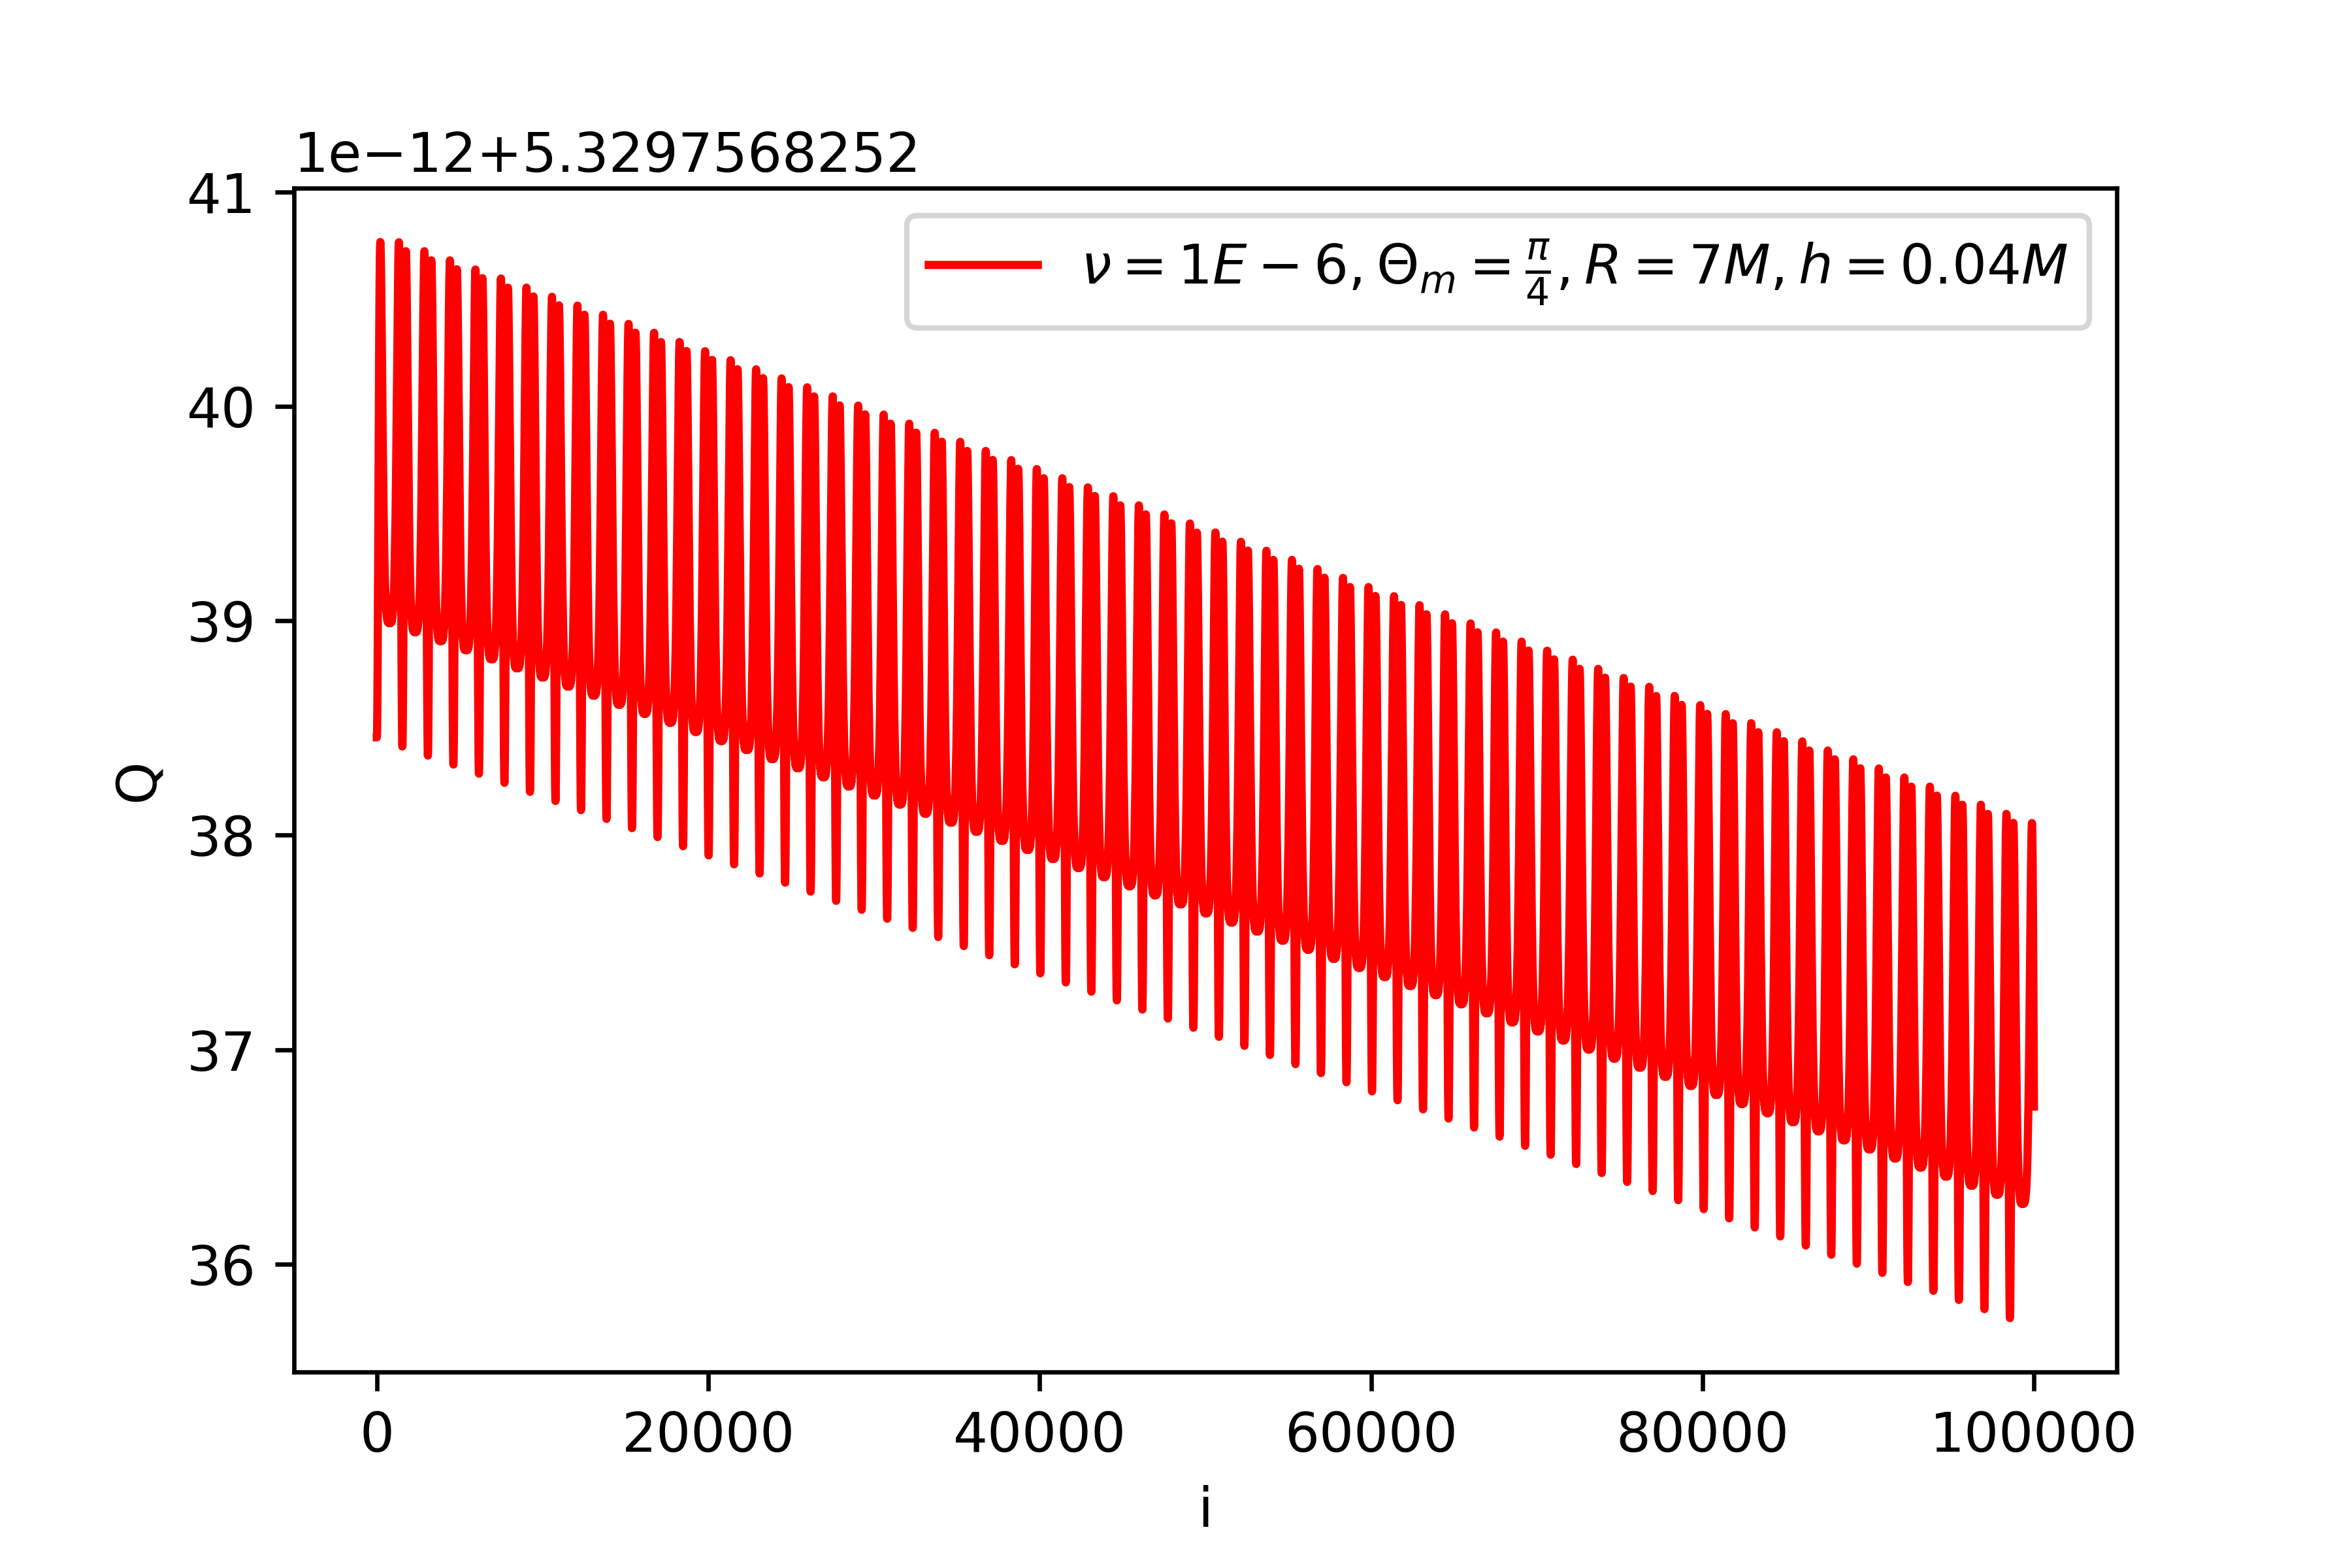 1e−12+5.3297568252
ν = 1E − 6, Θ_m = π/4, R = 7M, h = 0.04M
41
40
39
38
37
36
Q
0 20000 40000 60000 80000 100000
i